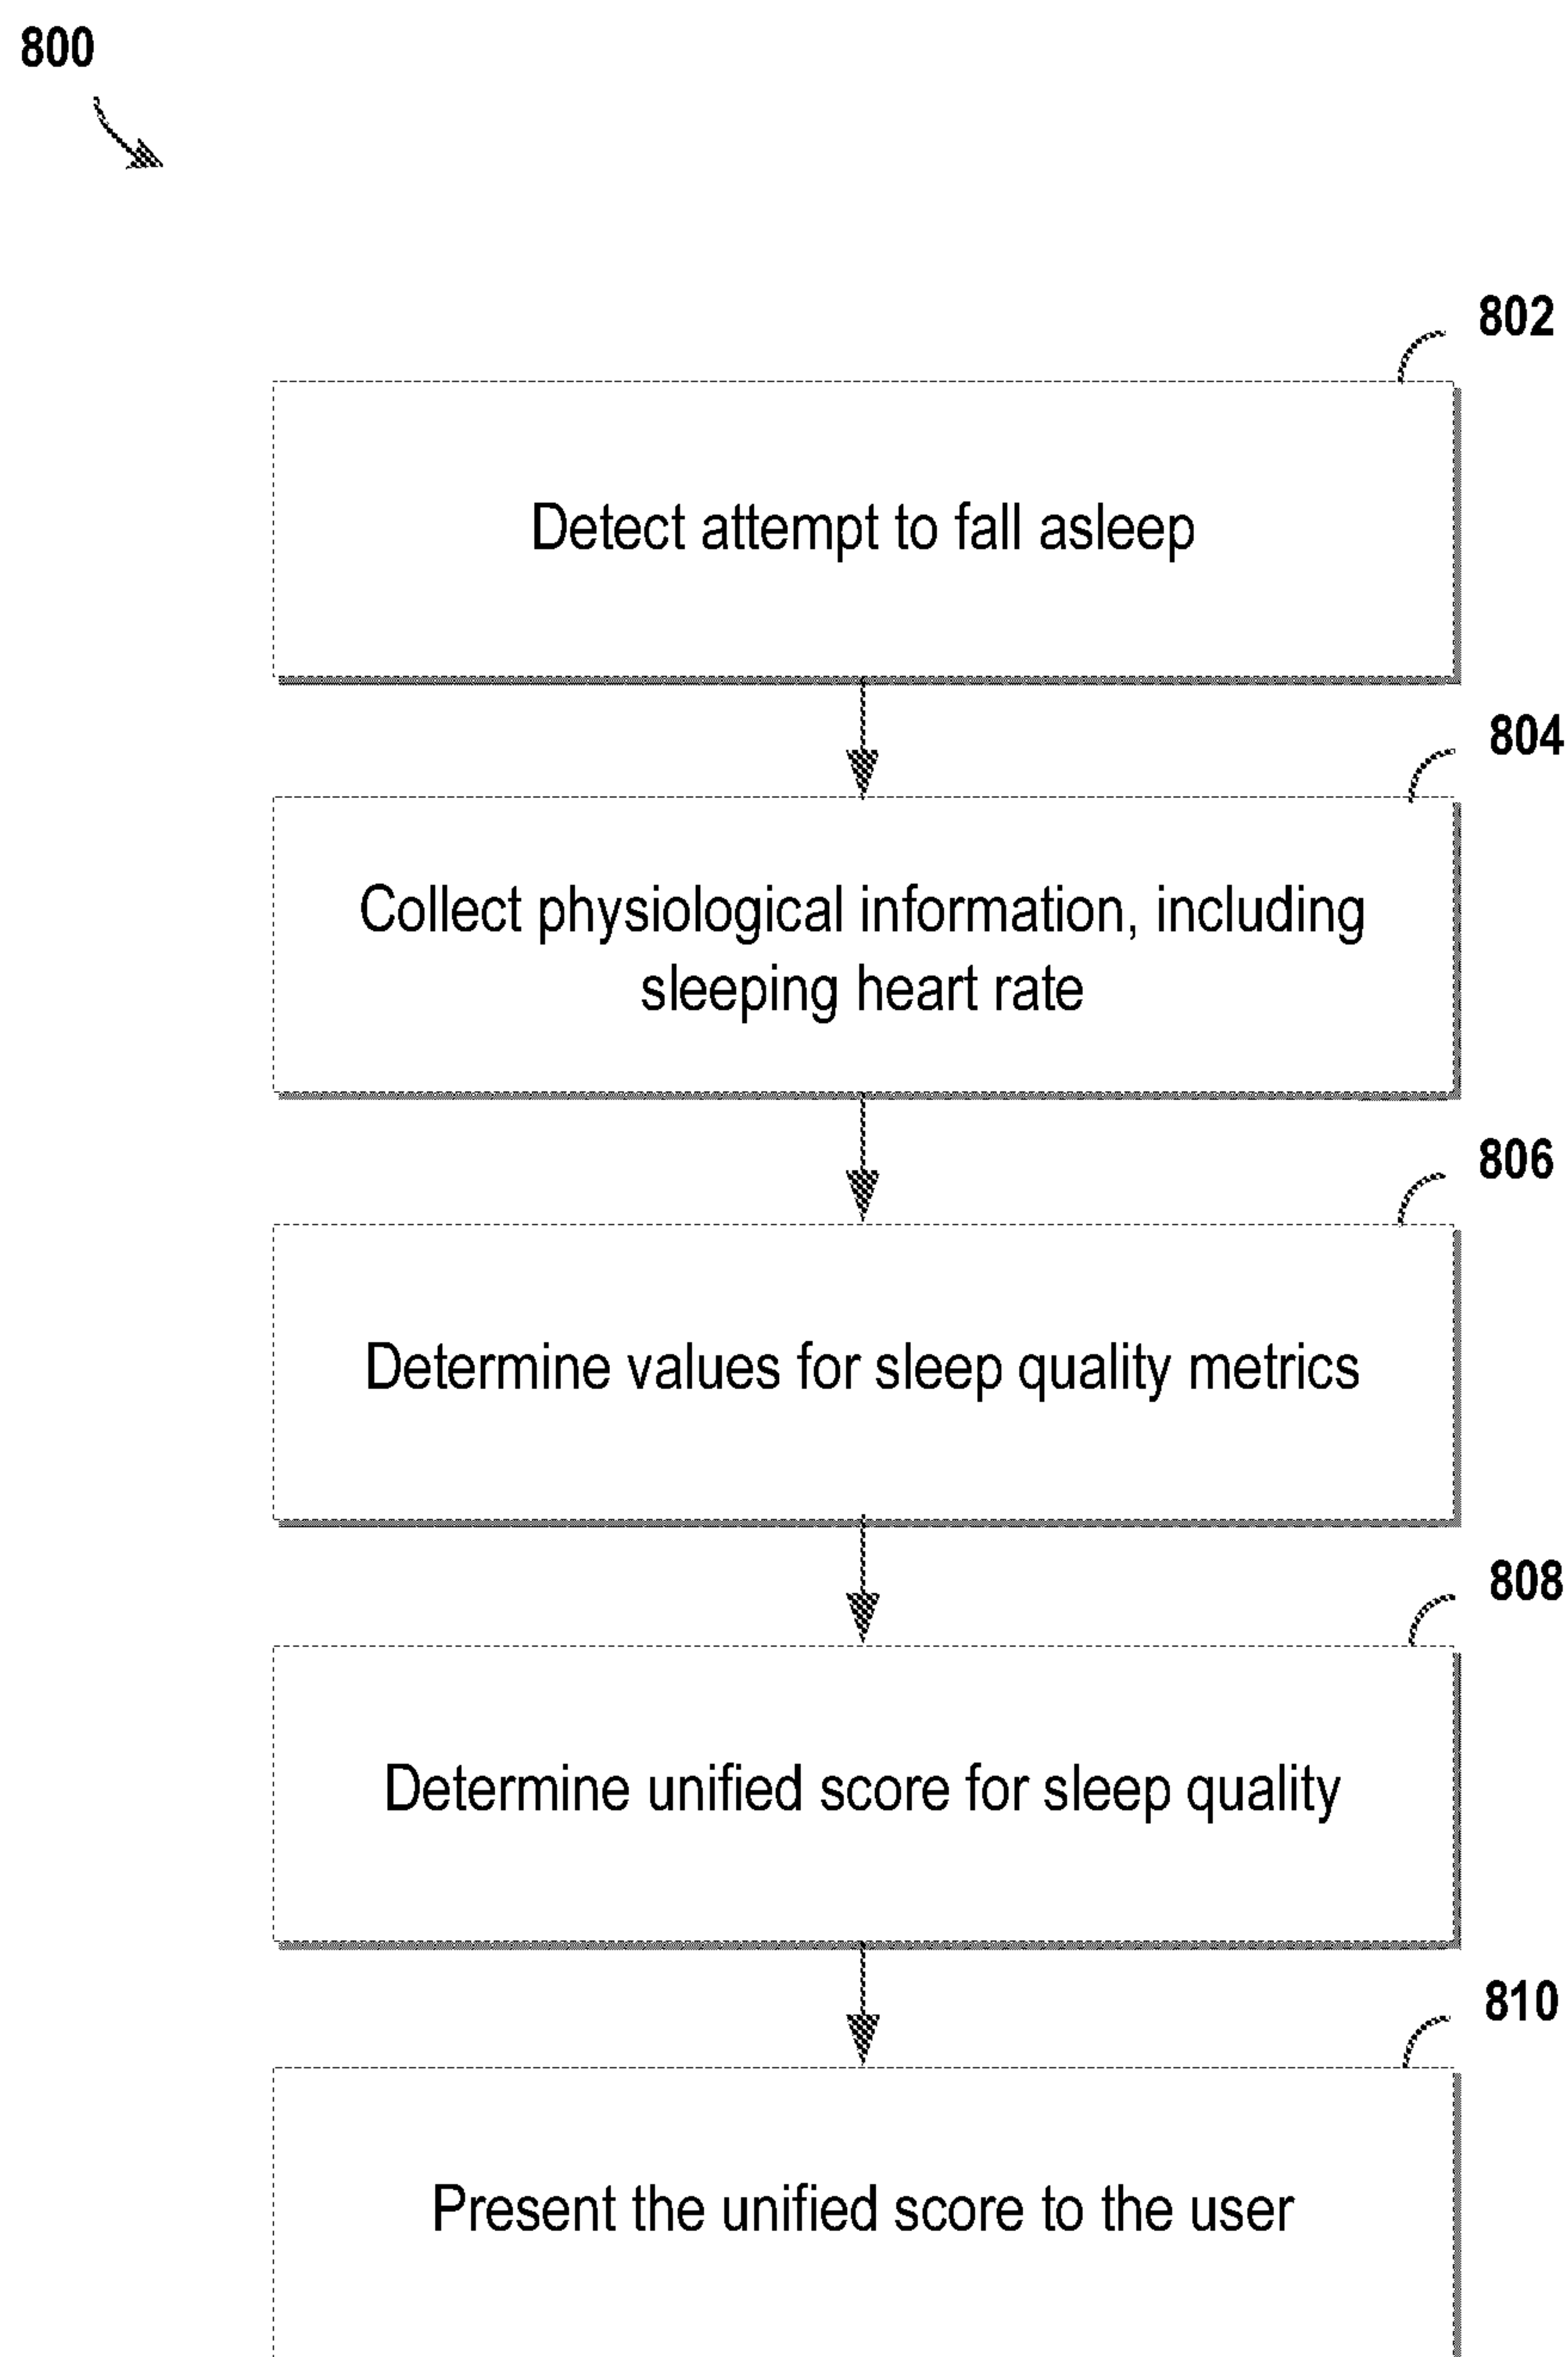 800
802
Detect attempt to fall asleep
804
Collect physiological information, including
sleeping heart rate
806
Determine values for sleep quality metrics
808
Determine unified score for sleep quality
810
Present the unified score to the user